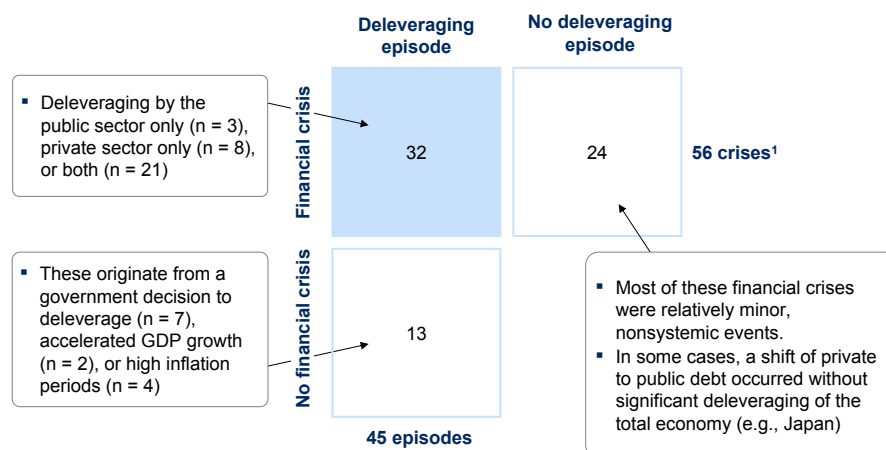 Deleveraging
episode
No deleveraging
episode
▪ Deleveraging by the
public sector only (n = 3),
private sector only (n = 8),
or both (n = 21)
Financial crisis
32
24
56 crises¹
▪ These originate from a
government decision to
deleverage (n = 7),
accelerated GDP growth
(n = 2), or high inflation
periods (n = 4)
No financial crisis
13
▪ Most of these financial crises
were relatively minor,
nonsystemic events.
▪ In some cases, a shift of private
to public debt occurred without
significant deleveraging of the
total economy (e.g., Japan)
45 episodes